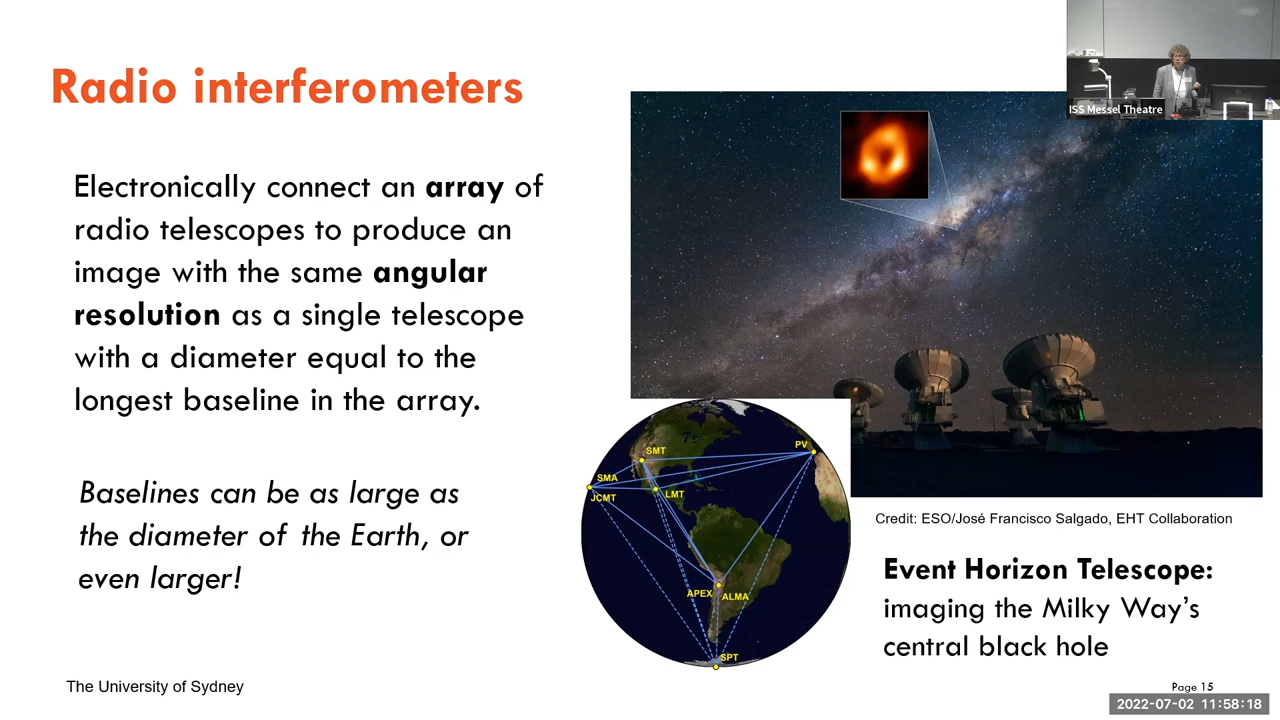 Radio interferometers
ISS Messel Theatre
Electronically connect an array of
radio telescopes to produce an
image with the same angular
resolution as a single telescope
with a diameter equal to the
longest baseline in the array.
Baselines can be as large as
the diameter of the Earth, or
even larger!
SMT
PV
SMA
JCMT
LMT
APEX
ALMA
SPT
Credit: ESO/José Francisco Salgado, EHT Collaboration
Event Horizon Telescope:
imaging the Milky Way’s
central black hole
The University of Sydney
Page 15
2022-07-02 11:58:18